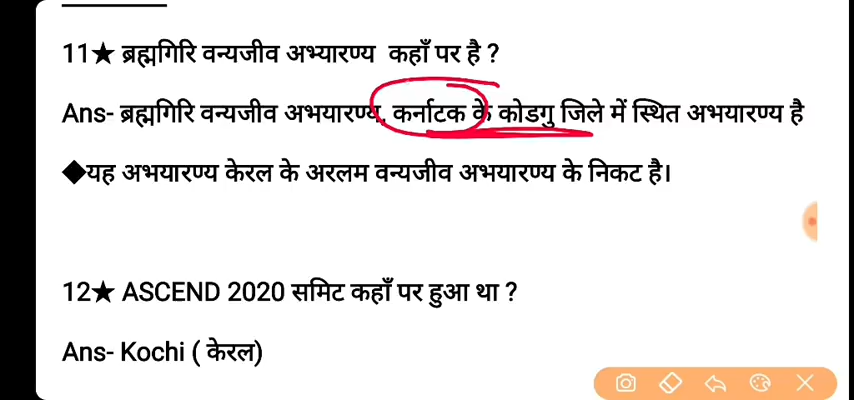 11★ ब्रह्मगिरि वन्यजीव अभ्यारण्य कहाँ पर है ?
Ans- ब्रह्मगिरि वन्यजीव अभयारण्य, कर्नाटक के कोडगु जिले में स्थित अभयारण्य है
◆यह अभयारण्य केरल के अरलम वन्यजीव अभयारण्य के निकट है।
12★ ASCEND 2020 समिट कहाँ पर हुआ था ?
Ans- Kochi ( केरल)